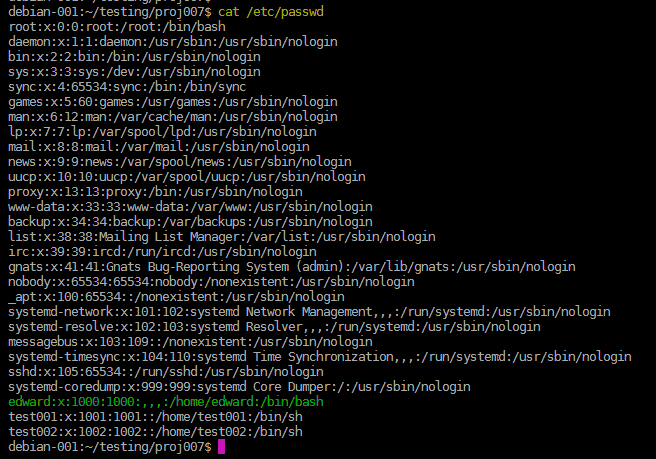 debian-001:~/testing/proj007$ cat /etc/passwd
root:x:0:0:root:/root:/bin/bash
daemon:x:1:1:daemon:/usr/sbin:/usr/sbin/nologin
bin:x:2:2:bin:/bin:/usr/sbin/nologin
sys:x:3:3:sys:/dev:/usr/sbin/nologin
sync:x:4:65534:sync:/bin:/bin/sync
games:x:5:60:games:/usr/games:/usr/sbin/nologin
man:x:6:12:man:/var/cache/man:/usr/sbin/nologin
lp:x:7:7:lp:/var/spool/lpd:/usr/sbin/nologin
mail:x:8:8:mail:/var/mail:/usr/sbin/nologin
news:x:9:9:news:/var/spool/news:/usr/sbin/nologin
uucp:x:10:10:uucp:/var/spool/uucp:/usr/sbin/nologin
proxy:x:13:13:proxy:/bin:/usr/sbin/nologin
www-data:x:33:33:www-data:/var/www:/usr/sbin/nologin
backup:x:34:34:backup:/var/backups:/usr/sbin/nologin
list:x:38:38:Mailing List Manager:/var/list:/usr/sbin/nologin
irc:x:39:39:ircd:/run/ircd:/usr/sbin/nologin
gnats:x:41:41:Gnats Bug-Reporting System (admin):/var/lib/gnats:/usr/sbin/nologin
nobody:x:65534:65534:nobody:/nonexistent:/usr/sbin/nologin
_apt:x:100:65534::/nonexistent:/usr/sbin/nologin
systemd-network:x:101:102:systemd Network Management,,,:/run/systemd:/usr/sbin/nologin
systemd-resolve:x:102:103:systemd Resolver,,,:/run/systemd:/usr/sbin/nologin
messagebus:x:103:109::/nonexistent:/usr/sbin/nologin
systemd-timesync:x:104:110:systemd Time Synchronization,,,:/run/systemd:/usr/sbin/nologin
sshd:x:105:65534::/run/sshd:/usr/sbin/nologin
systemd-coredump:x:999:999:systemd Core Dumper:/:/usr/sbin/nologin
edward:x:1000:1000:,,,:/home/edward:/bin/bash
test001:x:1001:1001::/home/test001:/bin/sh
test002:x:1002:1002::/home/test002:/bin/sh
debian-001:~/testing/proj007$